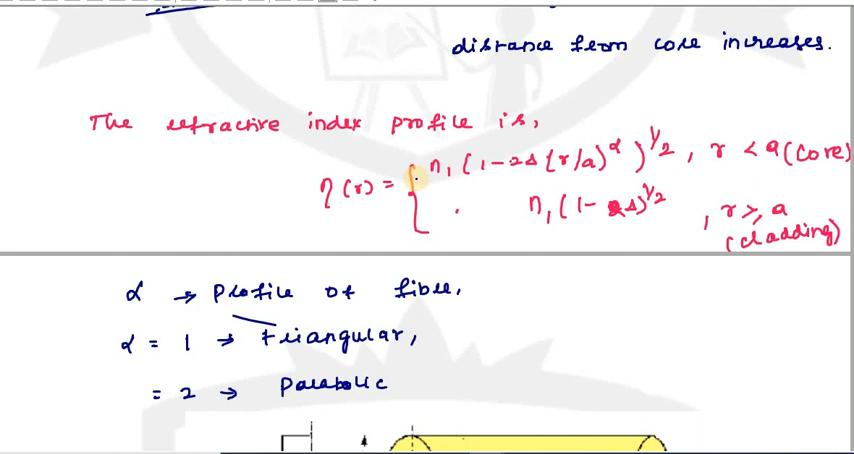 distance from core increases.
The refractive index profile is,
η(r) = { n₁ (1-2Δ (r/a)^α )^1/2 , r < a (core)
n₁ (1-2Δ)^1/2 , r ≥ a
(cladding)
α → Profile of fibre,
α = 1 → triangular,
= 2 → Parabolic